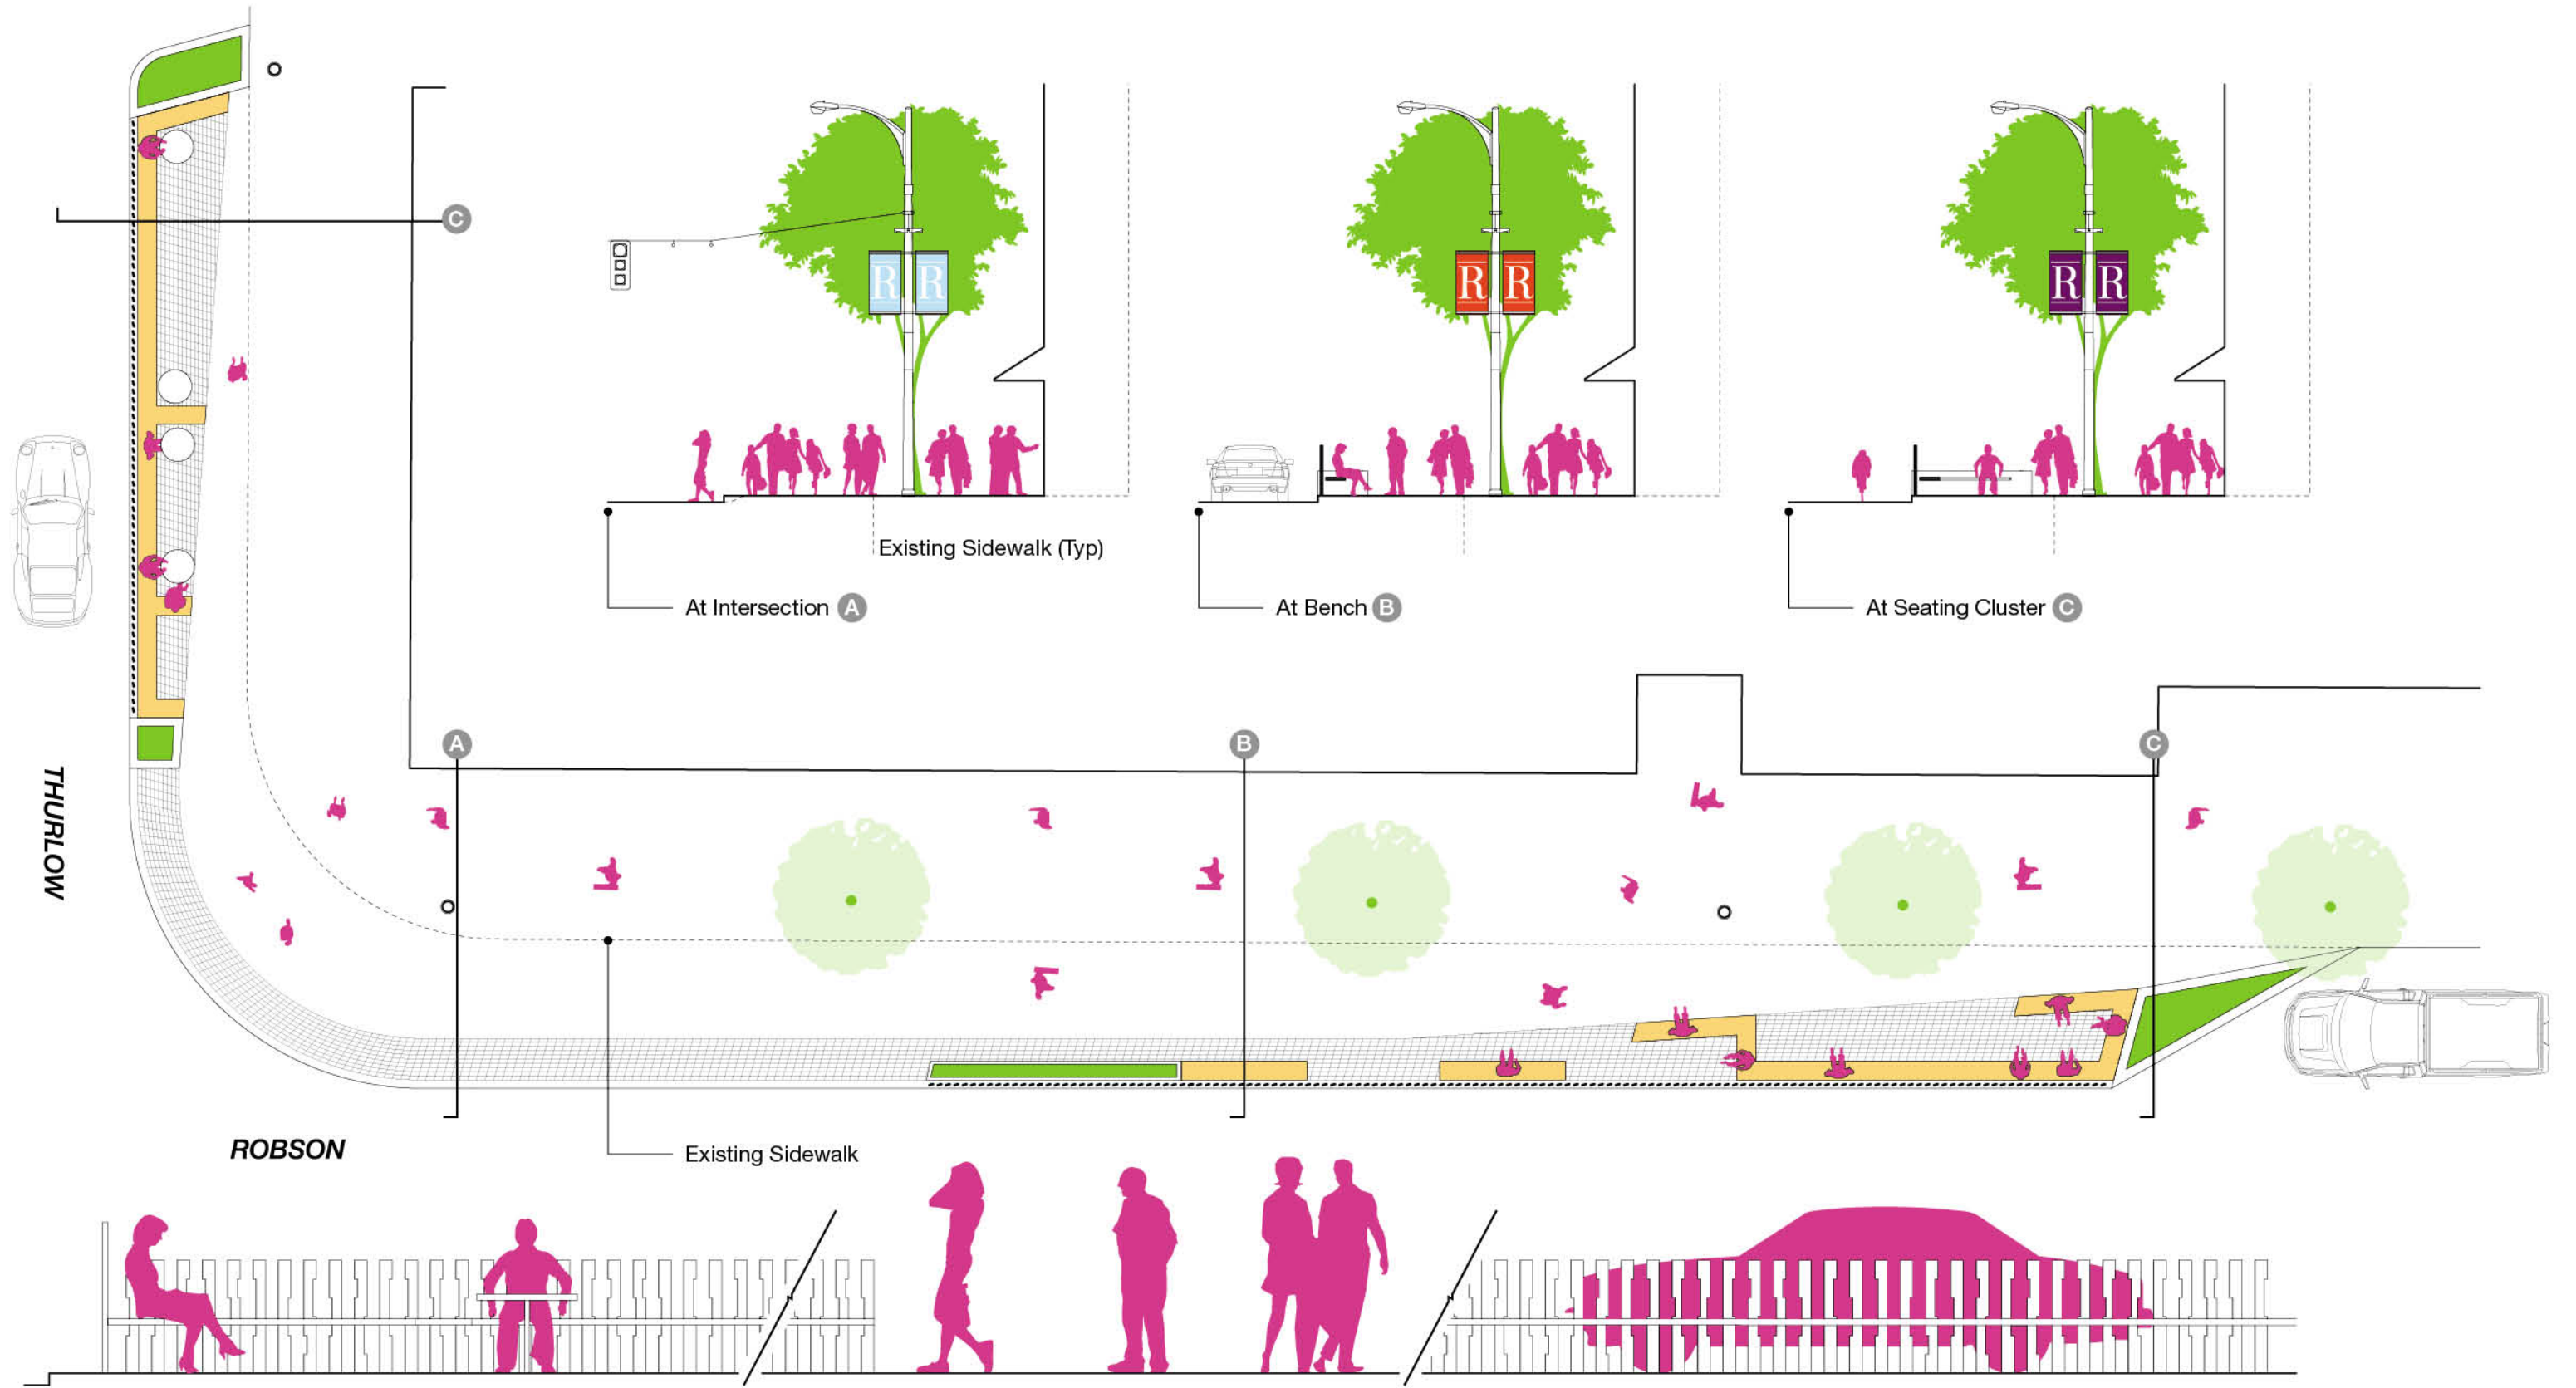 C
R R
R R
R R
Existing Sidewalk (Typ)
At Intersection A
At Bench B
At Seating Cluster C
A
B
C
THURLOW
ROBSON
Existing Sidewalk